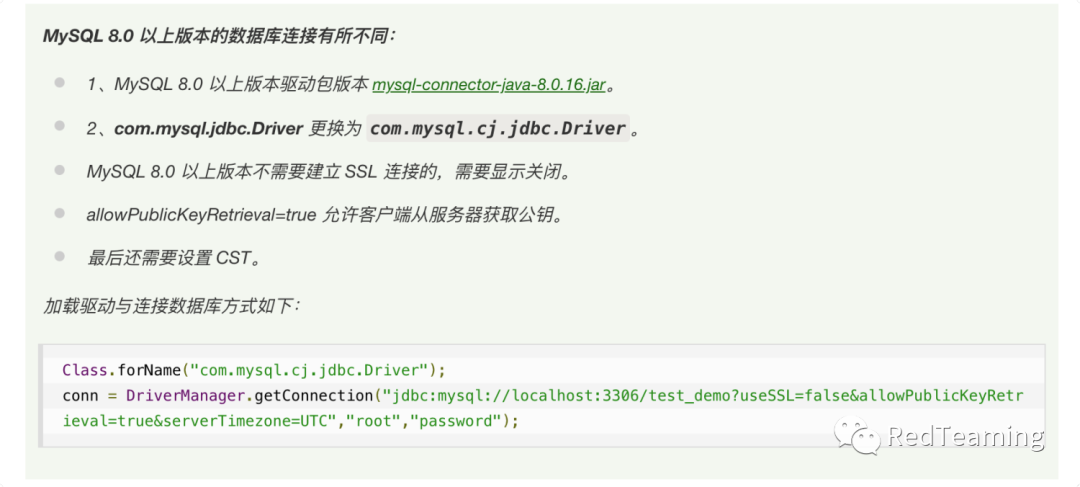 MySQL 8.0 以上版本的数据库连接有所不同：
1、MySQL 8.0 以上版本驱动包版本 mysql-connector-java-8.0.16.jar。
2、com.mysql.jdbc.Driver 更换为 com.mysql.cj.jdbc.Driver。
MySQL 8.0 以上版本不需要建立 SSL 连接的，需要显示关闭。
allowPublicKeyRetrieval=true 允许客户端从服务器获取公钥。
最后还需要设置 CST。
加载驱动与连接数据库方式如下：
Class.forName("com.mysql.cj.jdbc.Driver");
conn = DriverManager.getConnection("jdbc:mysql://localhost:3306/test_demo?useSSL=false&allowPublicKeyRetr
ieval=true&serverTimezone=UTC","root","password");
RedTeaming